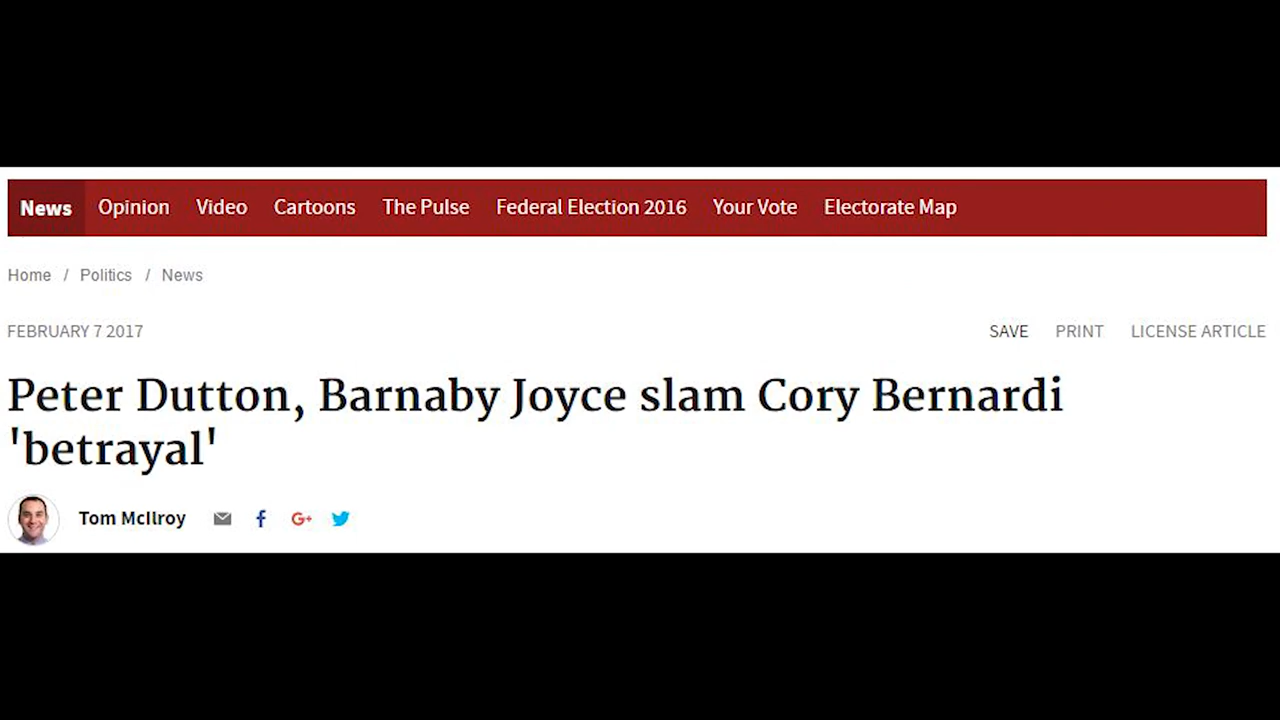 News Opinion Video Cartoons The Pulse Federal Election 2016 Your Vote Electorate Map
Home / Politics / News
FEBRUARY 7 2017 SAVE PRINT LICENSE ARTICLE
Peter Dutton, Barnaby Joyce slam Cory Bernardi
'betrayal'
Tom McIlroy